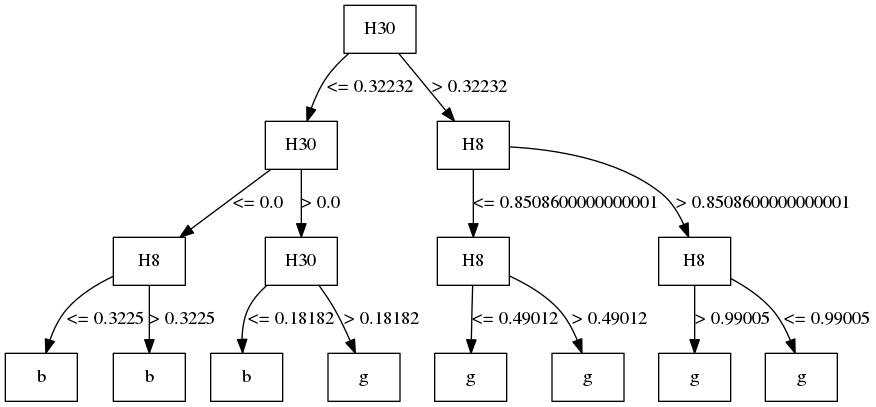 H30
<= 0.32232 > 0.32232
H30 H8
<= 0.0 > 0.0 <= 0.8508600000000001 > 0.8508600000000001
H8 H30 H8 H8
<= 0.3225 > 0.3225 <= 0.18182 > 0.18182 <= 0.49012 > 0.49012 > 0.99005 <= 0.99005
b b b g g g g g